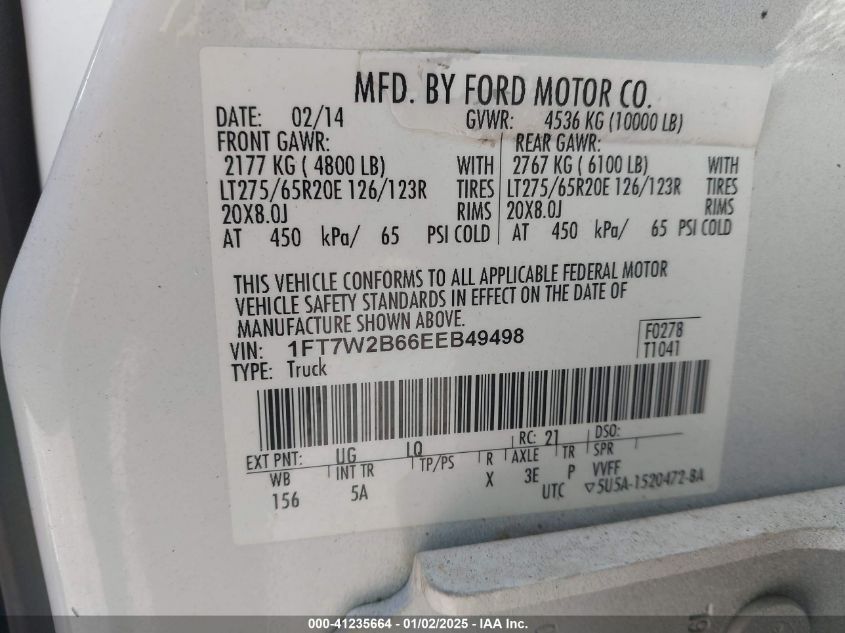 MFD. BY FORD MOTOR CO.
DATE: 02/14 GVWR: 4536 KG (10000 LB)
FRONT GAWR: REAR GAWR:
2177 KG ( 4800 LB) WITH 2767 KG ( 6100 LB) WITH
LT275/65R20E 126/123R TIRES LT275/65R20E 126/123R TIRES
20X8.0J RIMS 20X8.0J RIMS
AT 450 kPa/ 65 PSI COLD AT 450 kPa/ 65 PSI COLD
THIS VEHICLE CONFORMS TO ALL APPLICABLE FEDERAL MOTOR
VEHICLE SAFETY STANDARDS IN EFFECT ON THE DATE OF
MANUFACTURE SHOWN ABOVE.
VIN: 1FT7W2B66EEB49498 F0278
TYPE: Truck T1041
EXT PNT: UG LQ RC: 21 DSO:
WB INT TR TP/PS R AXLE TR SPR
156 5A X 3E P VVFF
UTC ▽5U5A-1520472-BA
000-41235664 - 01/02/2025 - IAA Inc.